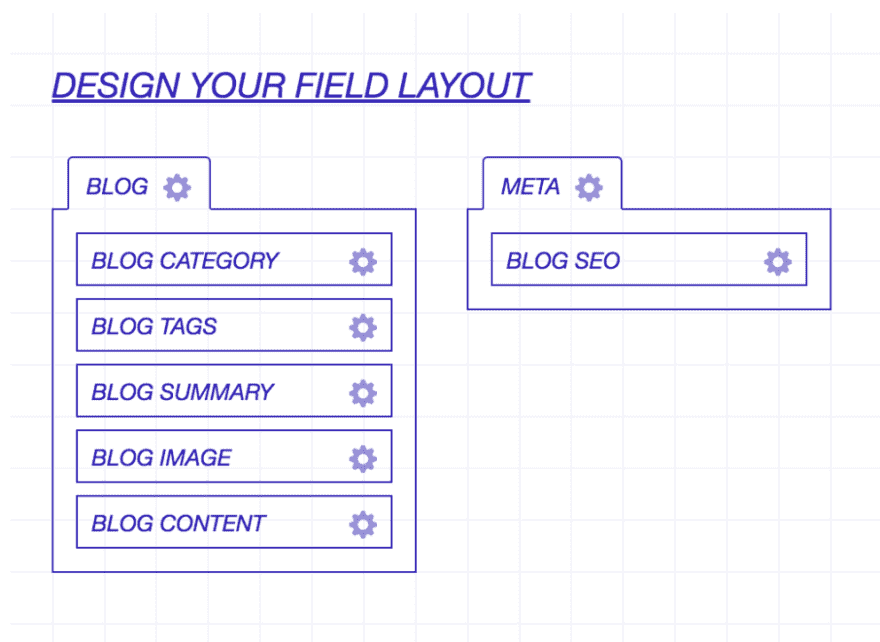 DESIGN YOUR FIELD LAYOUT
BLOG
BLOG CATEGORY
BLOG TAGS
BLOG SUMMARY
BLOG IMAGE
BLOG CONTENT
META
BLOG SEO